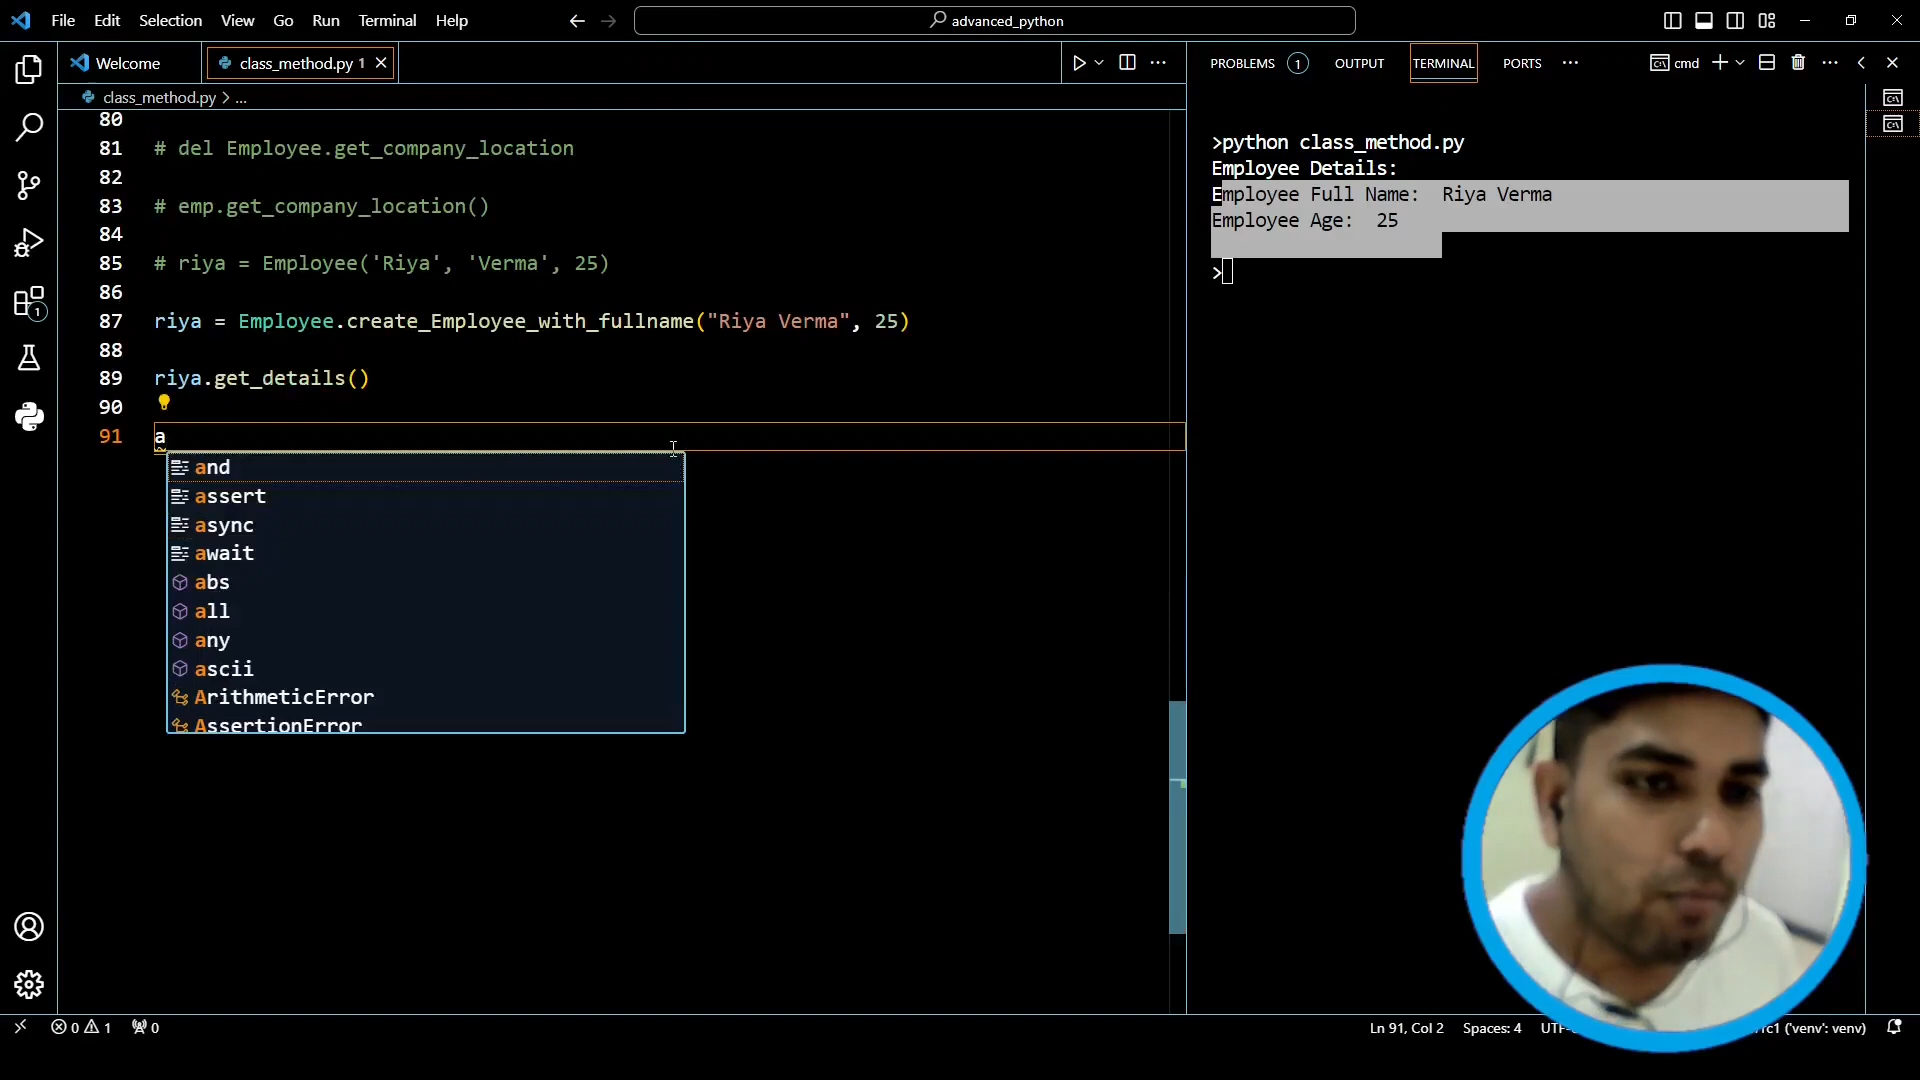 File Edit Selection View Go Run Terminal Help
advanced_python
Welcome
class_method.py 1
class_method.py > ...
80
81 # del Employee.get_company_location
82
83 # emp.get_company_location()
84
85 # riya = Employee('Riya', 'Verma', 25)
86
87 riya = Employee.create_Employee_with_fullname("Riya Verma", 25)
88
89 riya.get_details()
90
91 a
and
assert
async
await
abs
all
any
ascii
ArithmeticError
AssertionError
PROBLEMS 1 OUTPUT TERMINAL PORTS ...
cmd
>python class_method.py
Employee Details:
Employee Full Name:  Riya Verma
Employee Age:  25
>
1
0 1 0
Ln 91, Col 2 Spaces: 4 ('venv': venv)